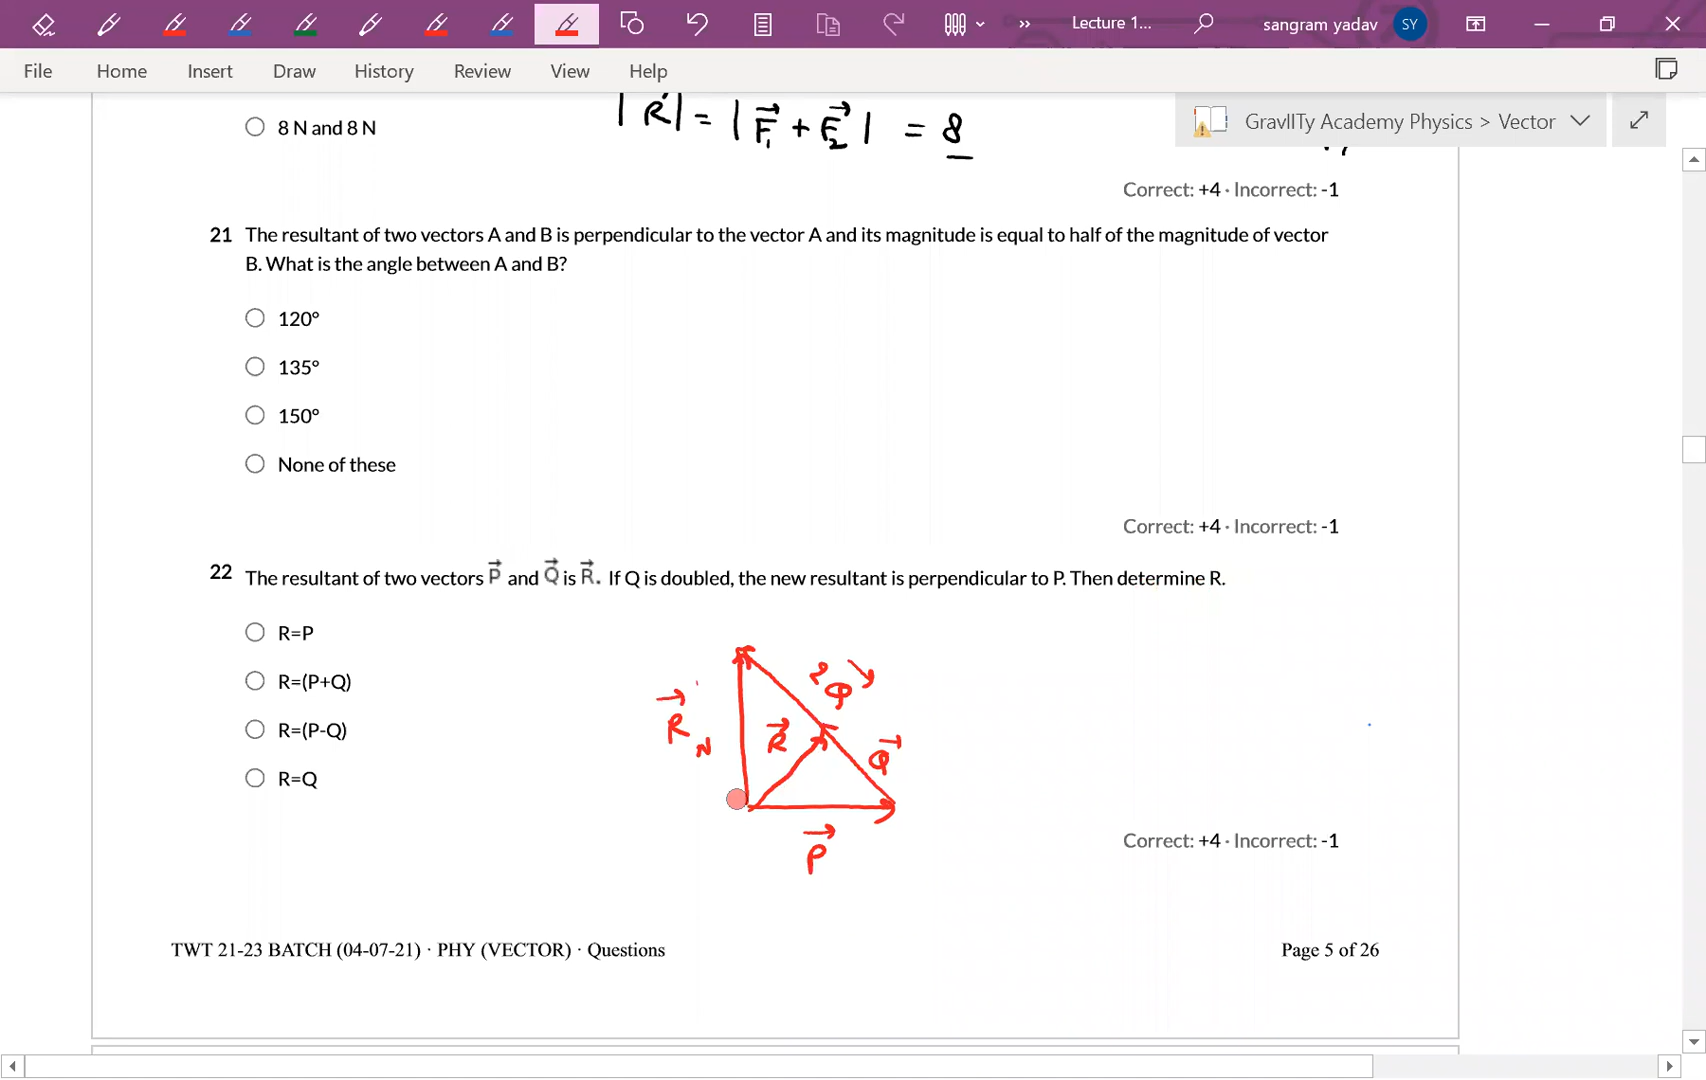 Lecture 1...
sangram yadav
SY
File Home Insert Draw History Review View Help
GravIITy Academy Physics > Vector
8 N and 8 N
|R| = |F₁ + F₂| = 8
Correct: +4 · Incorrect: -1
21 The resultant of two vectors A and B is perpendicular to the vector A and its magnitude is equal to half of the magnitude of vector
B. What is the angle between A and B?
120°
135°
150°
None of these
Correct: +4 · Incorrect: -1
22 The resultant of two vectors P⃗ and Q⃗ is R⃗. If Q is doubled, the new resultant is perpendicular to P. Then determine R.
R=P
R=(P+Q)
R=(P-Q)
R=Q
2Q⃗
R⃗N
R⃗
Q⃗
P⃗
Correct: +4 · Incorrect: -1
TWT 21-23 BATCH (04-07-21) · PHY (VECTOR) · Questions
Page 5 of 26